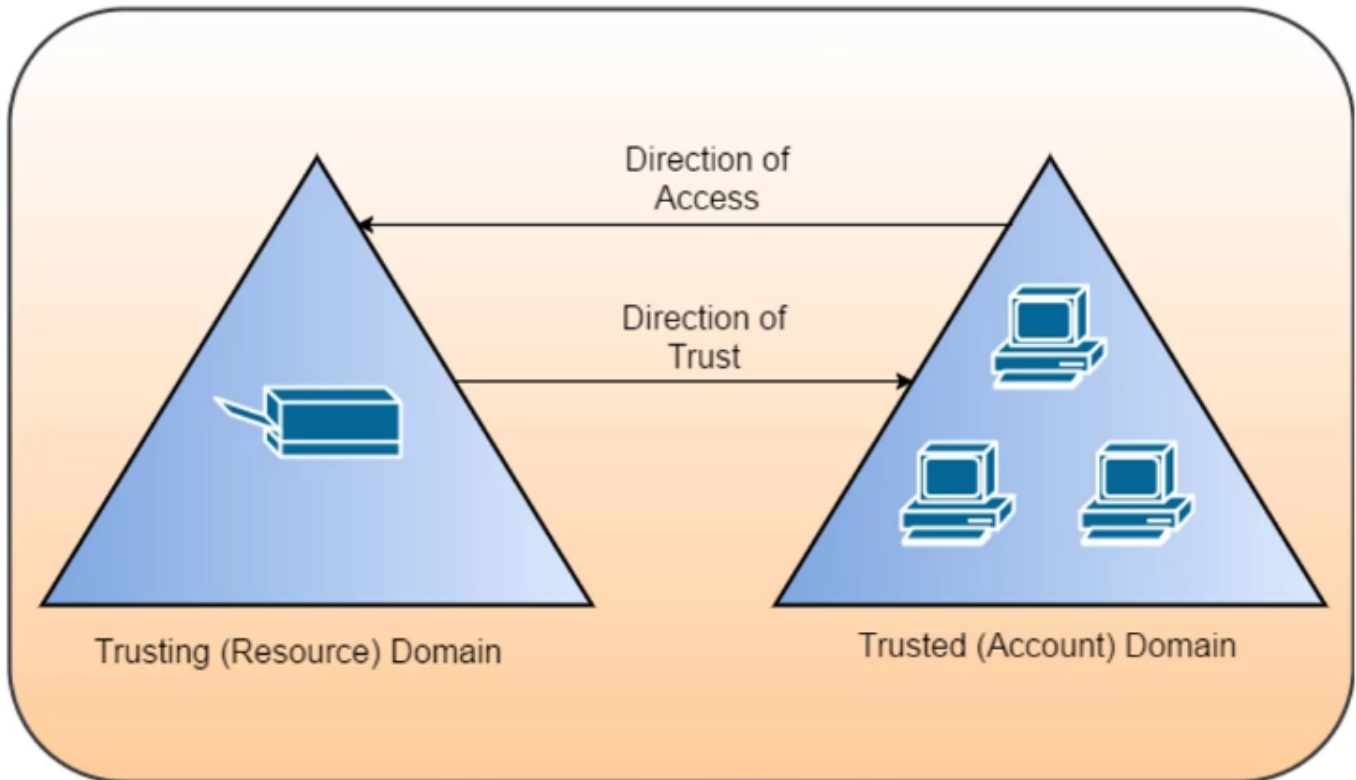 Direction of
Access
Direction of
Trust
Trusting (Resource) Domain
Trusted (Account) Domain